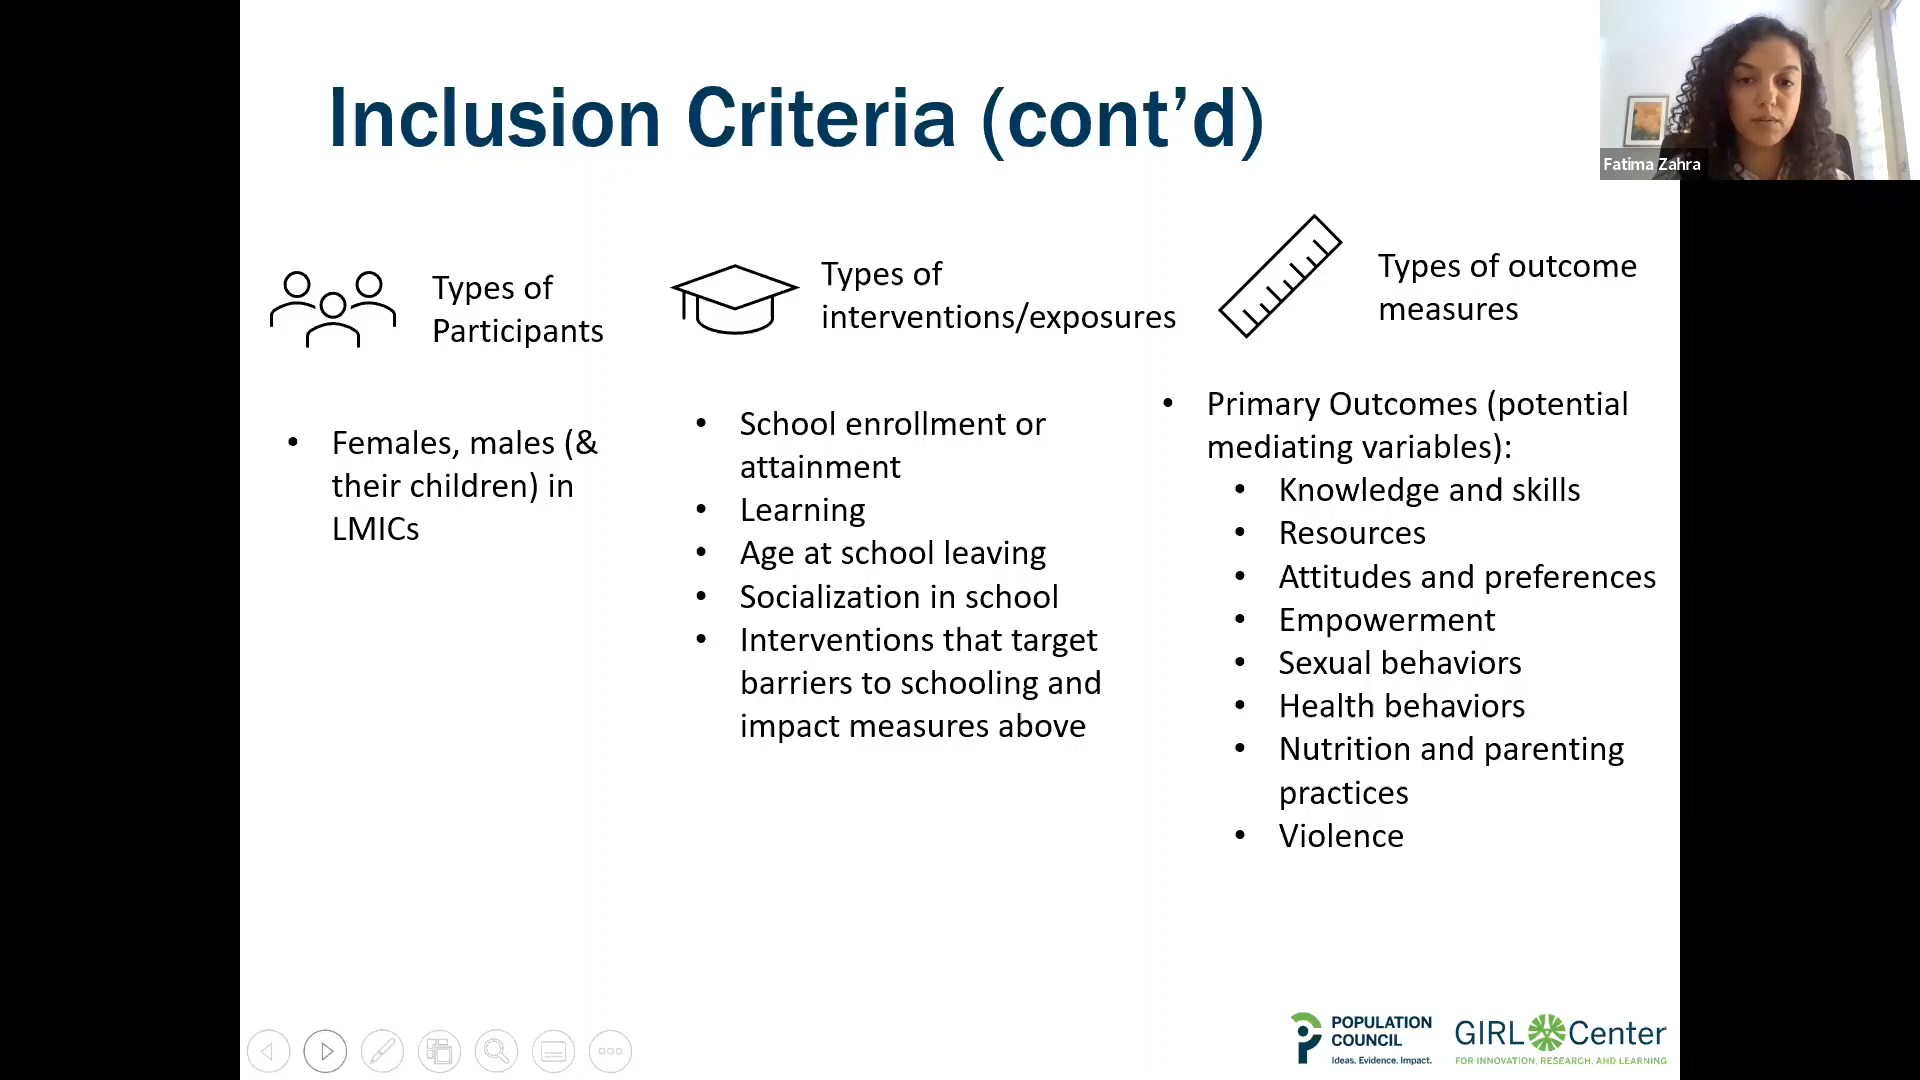 Inclusion Criteria (cont’d)
Fatima Zahra
Types of
Participants
• Females, males (&
their children) in
LMICs
Types of
interventions/exposures
• School enrollment or
attainment
• Learning
• Age at school leaving
• Socialization in school
• Interventions that target
barriers to schooling and
impact measures above
Types of outcome
measures
• Primary Outcomes (potential
mediating variables):
• Knowledge and skills
• Resources
• Attitudes and preferences
• Empowerment
• Sexual behaviors
• Health behaviors
• Nutrition and parenting
practices
• Violence
POPULATION
COUNCIL
Ideas. Evidence. Impact.
GIRL Center
FOR INNOVATION, RESEARCH, AND LEARNING